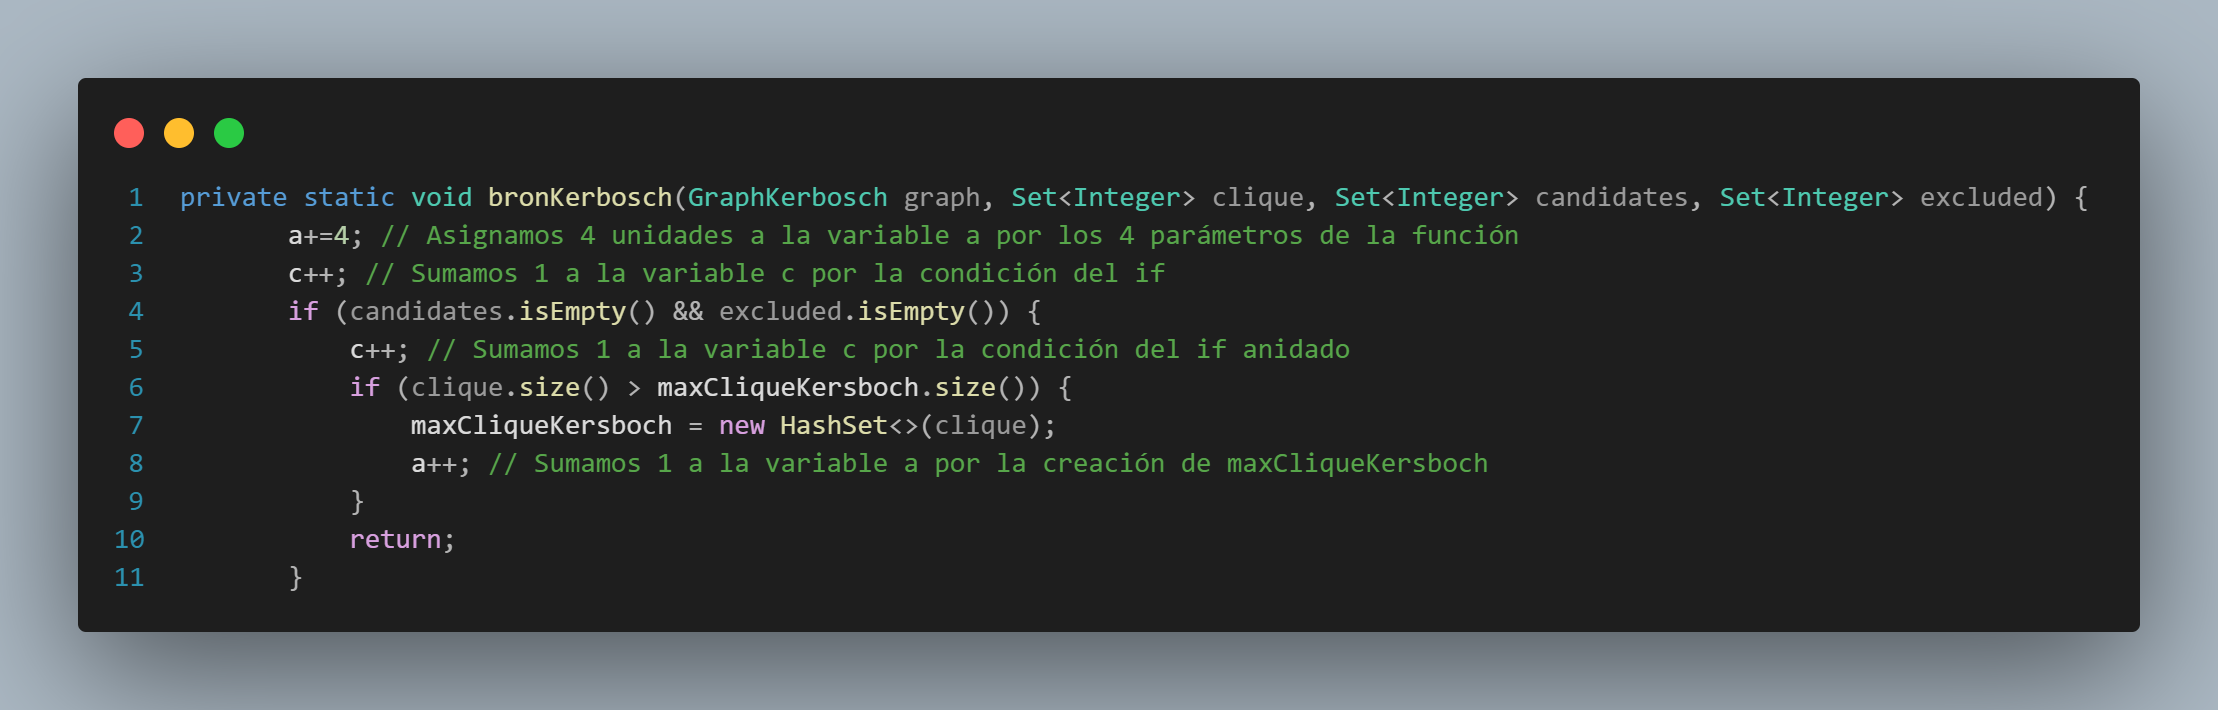 1 private static void bronKerbosch(GraphKerbosch graph, Set<Integer> clique, Set<Integer> candidates, Set<Integer> excluded) {
2 a+=4; // Asignamos 4 unidades a la variable a por los 4 parámetros de la función
3 c++; // Sumamos 1 a la variable c por la condición del if
4 if (candidates.isEmpty() && excluded.isEmpty()) {
5 c++; // Sumamos 1 a la variable c por la condición del if anidado
6 if (clique.size() > maxCliqueKersboch.size()) {
7 maxCliqueKersboch = new HashSet<>(clique);
8 a++; // Sumamos 1 a la variable a por la creación de maxCliqueKersboch
9 }
10 return;
11 }